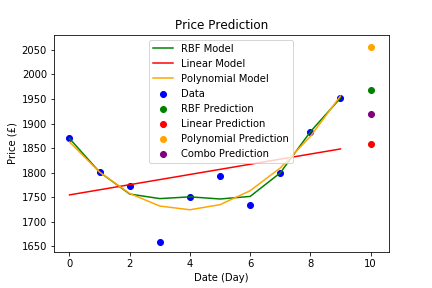 Price Prediction
RBF Model
Linear Model
Polynomial Model
Data
RBF Prediction
Linear Prediction
Polynomial Prediction
Combo Prediction
Price (£)
2050
2000
1950
1900
1850
1800
1750
1700
1650
0 2 4 6 8 10
Date (Day)